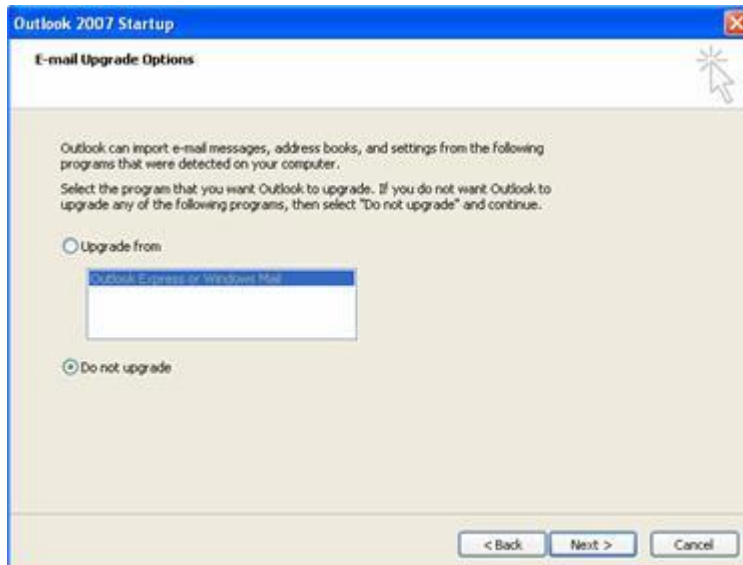 Outlook 2007 Startup
E-mail Upgrade Options
Outlook can import e-mail messages, address books, and settings from the following
programs that were detected on your computer.
Select the program that you want Outlook to upgrade. If you do not want Outlook to
upgrade any of the following programs, then select "Do not upgrade" and continue.
Upgrade from
Outlook Express or Windows Mail
Do not upgrade
< Back Next > Cancel